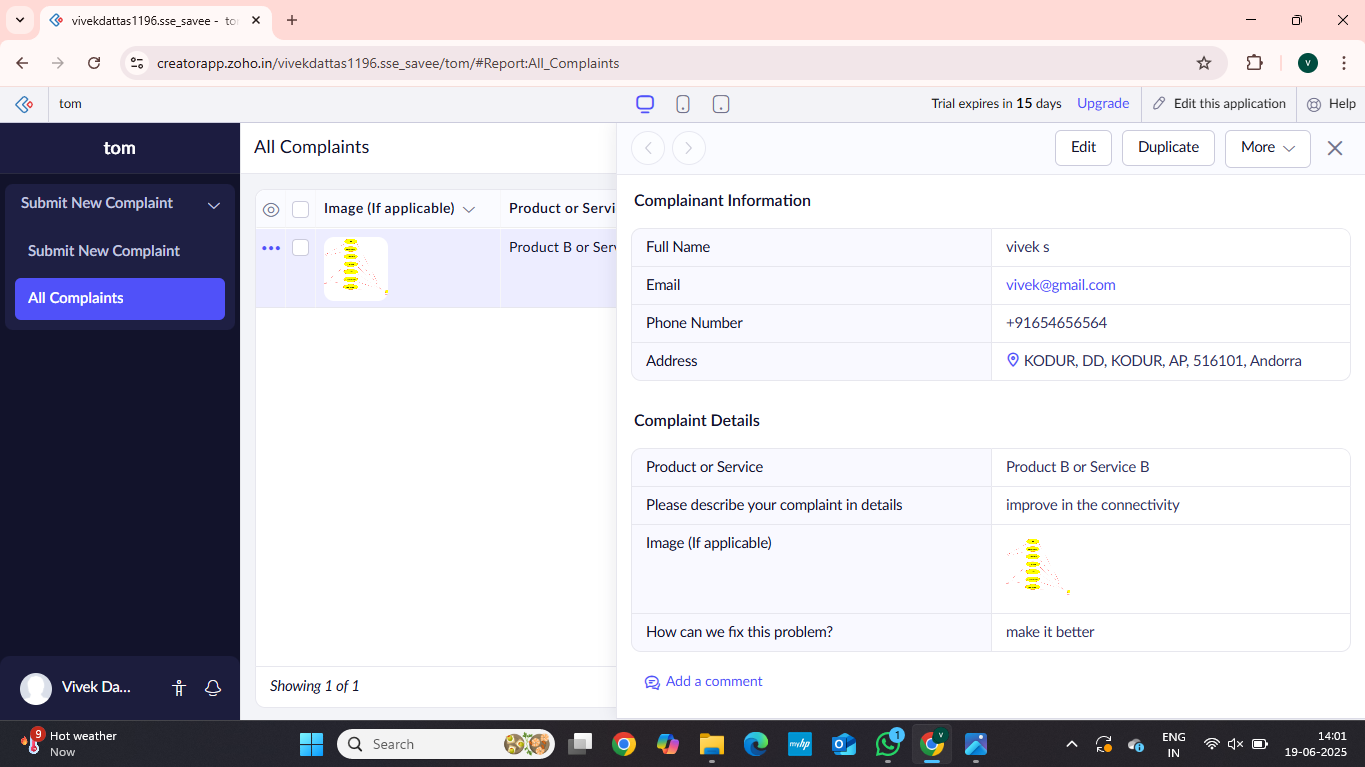 vivekdattas1196.sse_savee - to
creatorapp.zoho.in/vivekdattas1196.sse_savee/tom/#Report:All_Complaints
V
tom
Trial expires in 15 days
Upgrade
Edit this application
Help
tom
Submit New Complaint
Submit New Complaint
All Complaints
Vivek Da...
All Complaints
Image (If applicable)
Product or Servi
Product B or Serv
Showing 1 of 1
Edit
Duplicate
More
Complainant Information
Full Name
vivek s
Email
vivek@gmail.com
Phone Number
+91654656564
Address
KODUR, DD, KODUR, AP, 516101, Andorra
Complaint Details
Product or Service
Product B or Service B
Please describe your complaint in details
improve in the connectivity
Image (If applicable)
How can we fix this problem?
make it better
Add a comment
9
Hot weather
Now
Search
myhp
1
V
ENG
IN
14:01
19-06-2025